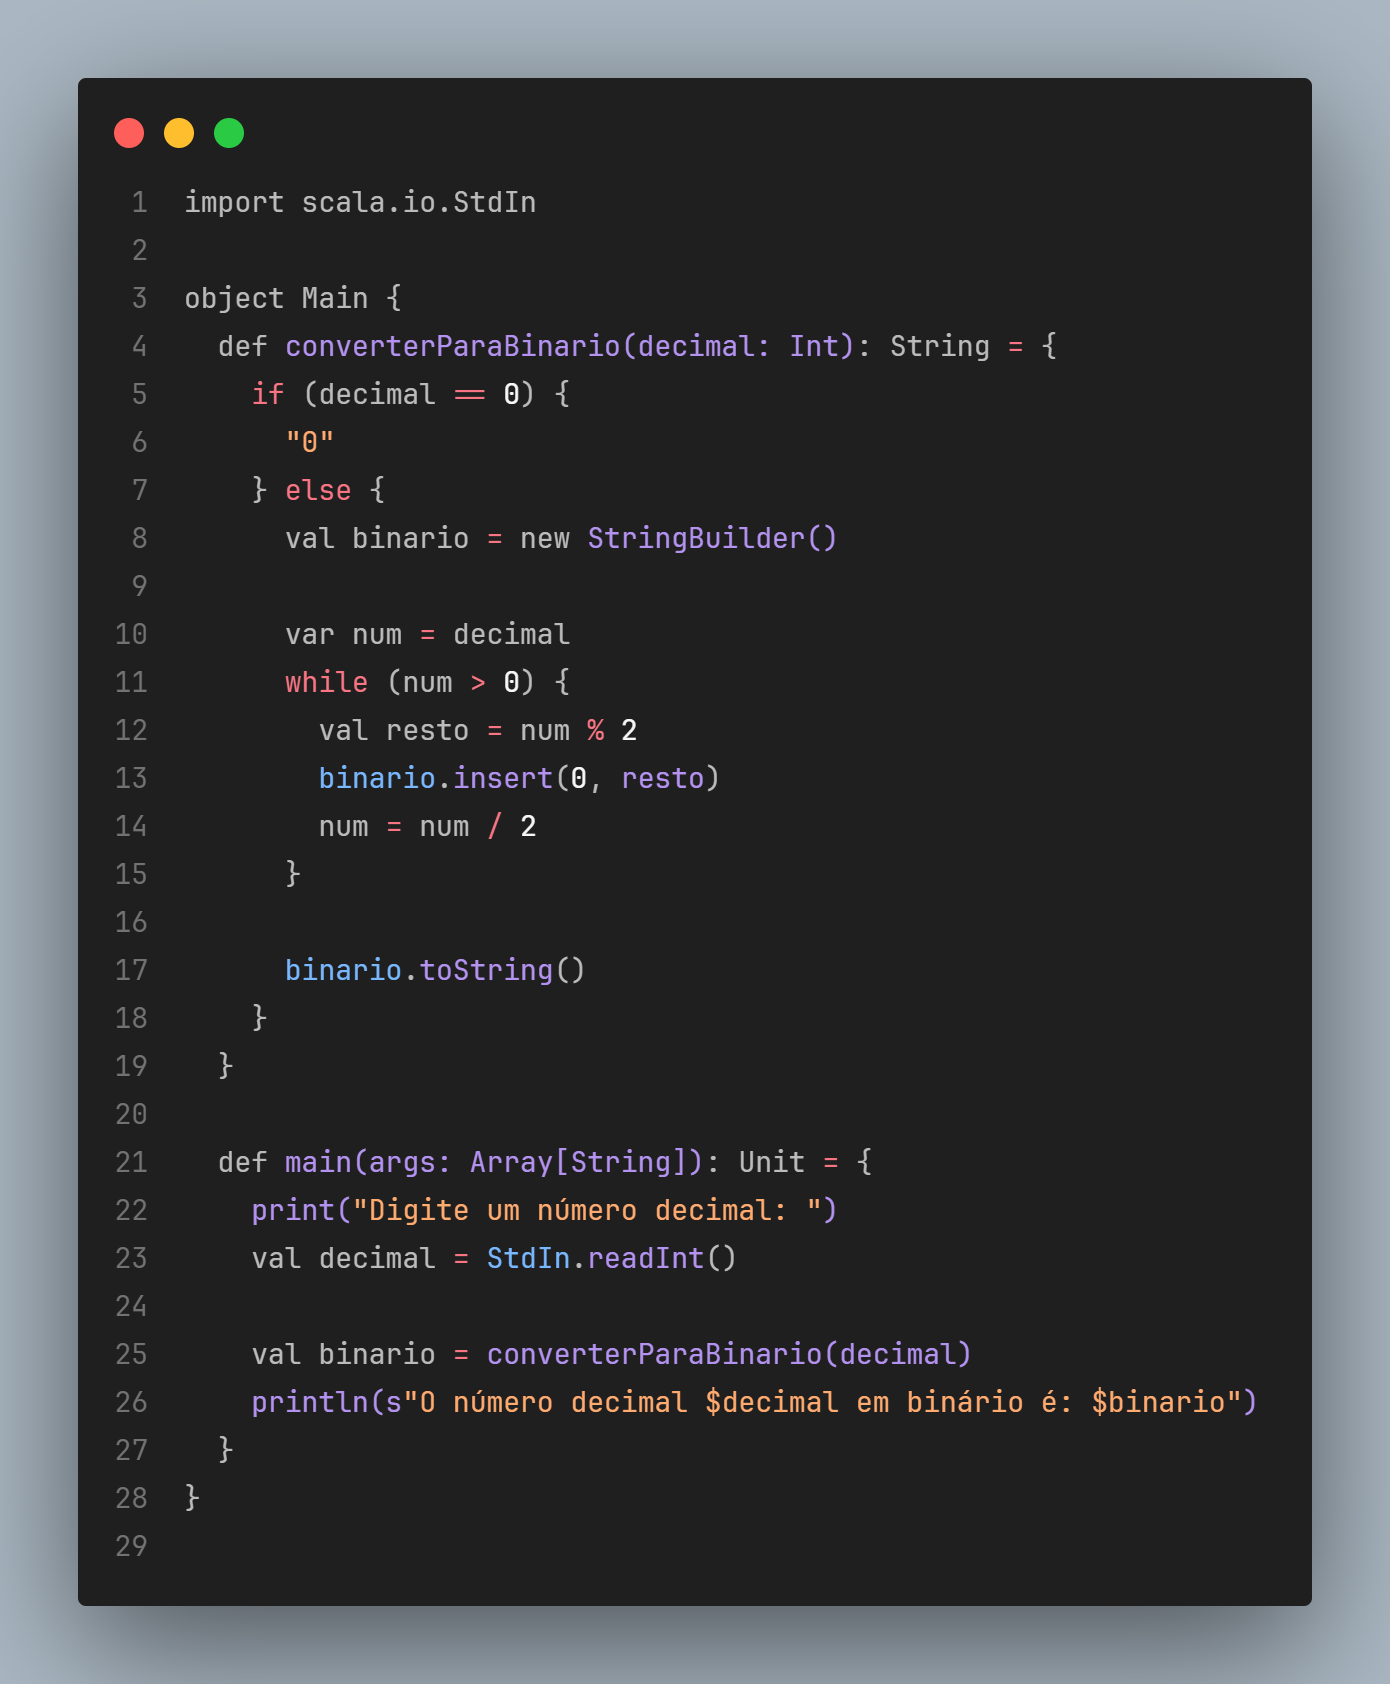 1 import scala.io.StdIn
2
3 object Main {
4   def converterParaBinario(decimal: Int): String = {
5     if (decimal == 0) {
6       "0"
7     } else {
8       val binario = new StringBuilder()
9
10       var num = decimal
11       while (num > 0) {
12         val resto = num % 2
13         binario.insert(0, resto)
14         num = num / 2
15       }
16
17       binario.toString()
18     }
19   }
20
21   def main(args: Array[String]): Unit = {
22     print("Digite um número decimal: ")
23     val decimal = StdIn.readInt()
24
25     val binario = converterParaBinario(decimal)
26     println(s"O número decimal $decimal em binário é: $binario")
27   }
28 }
29